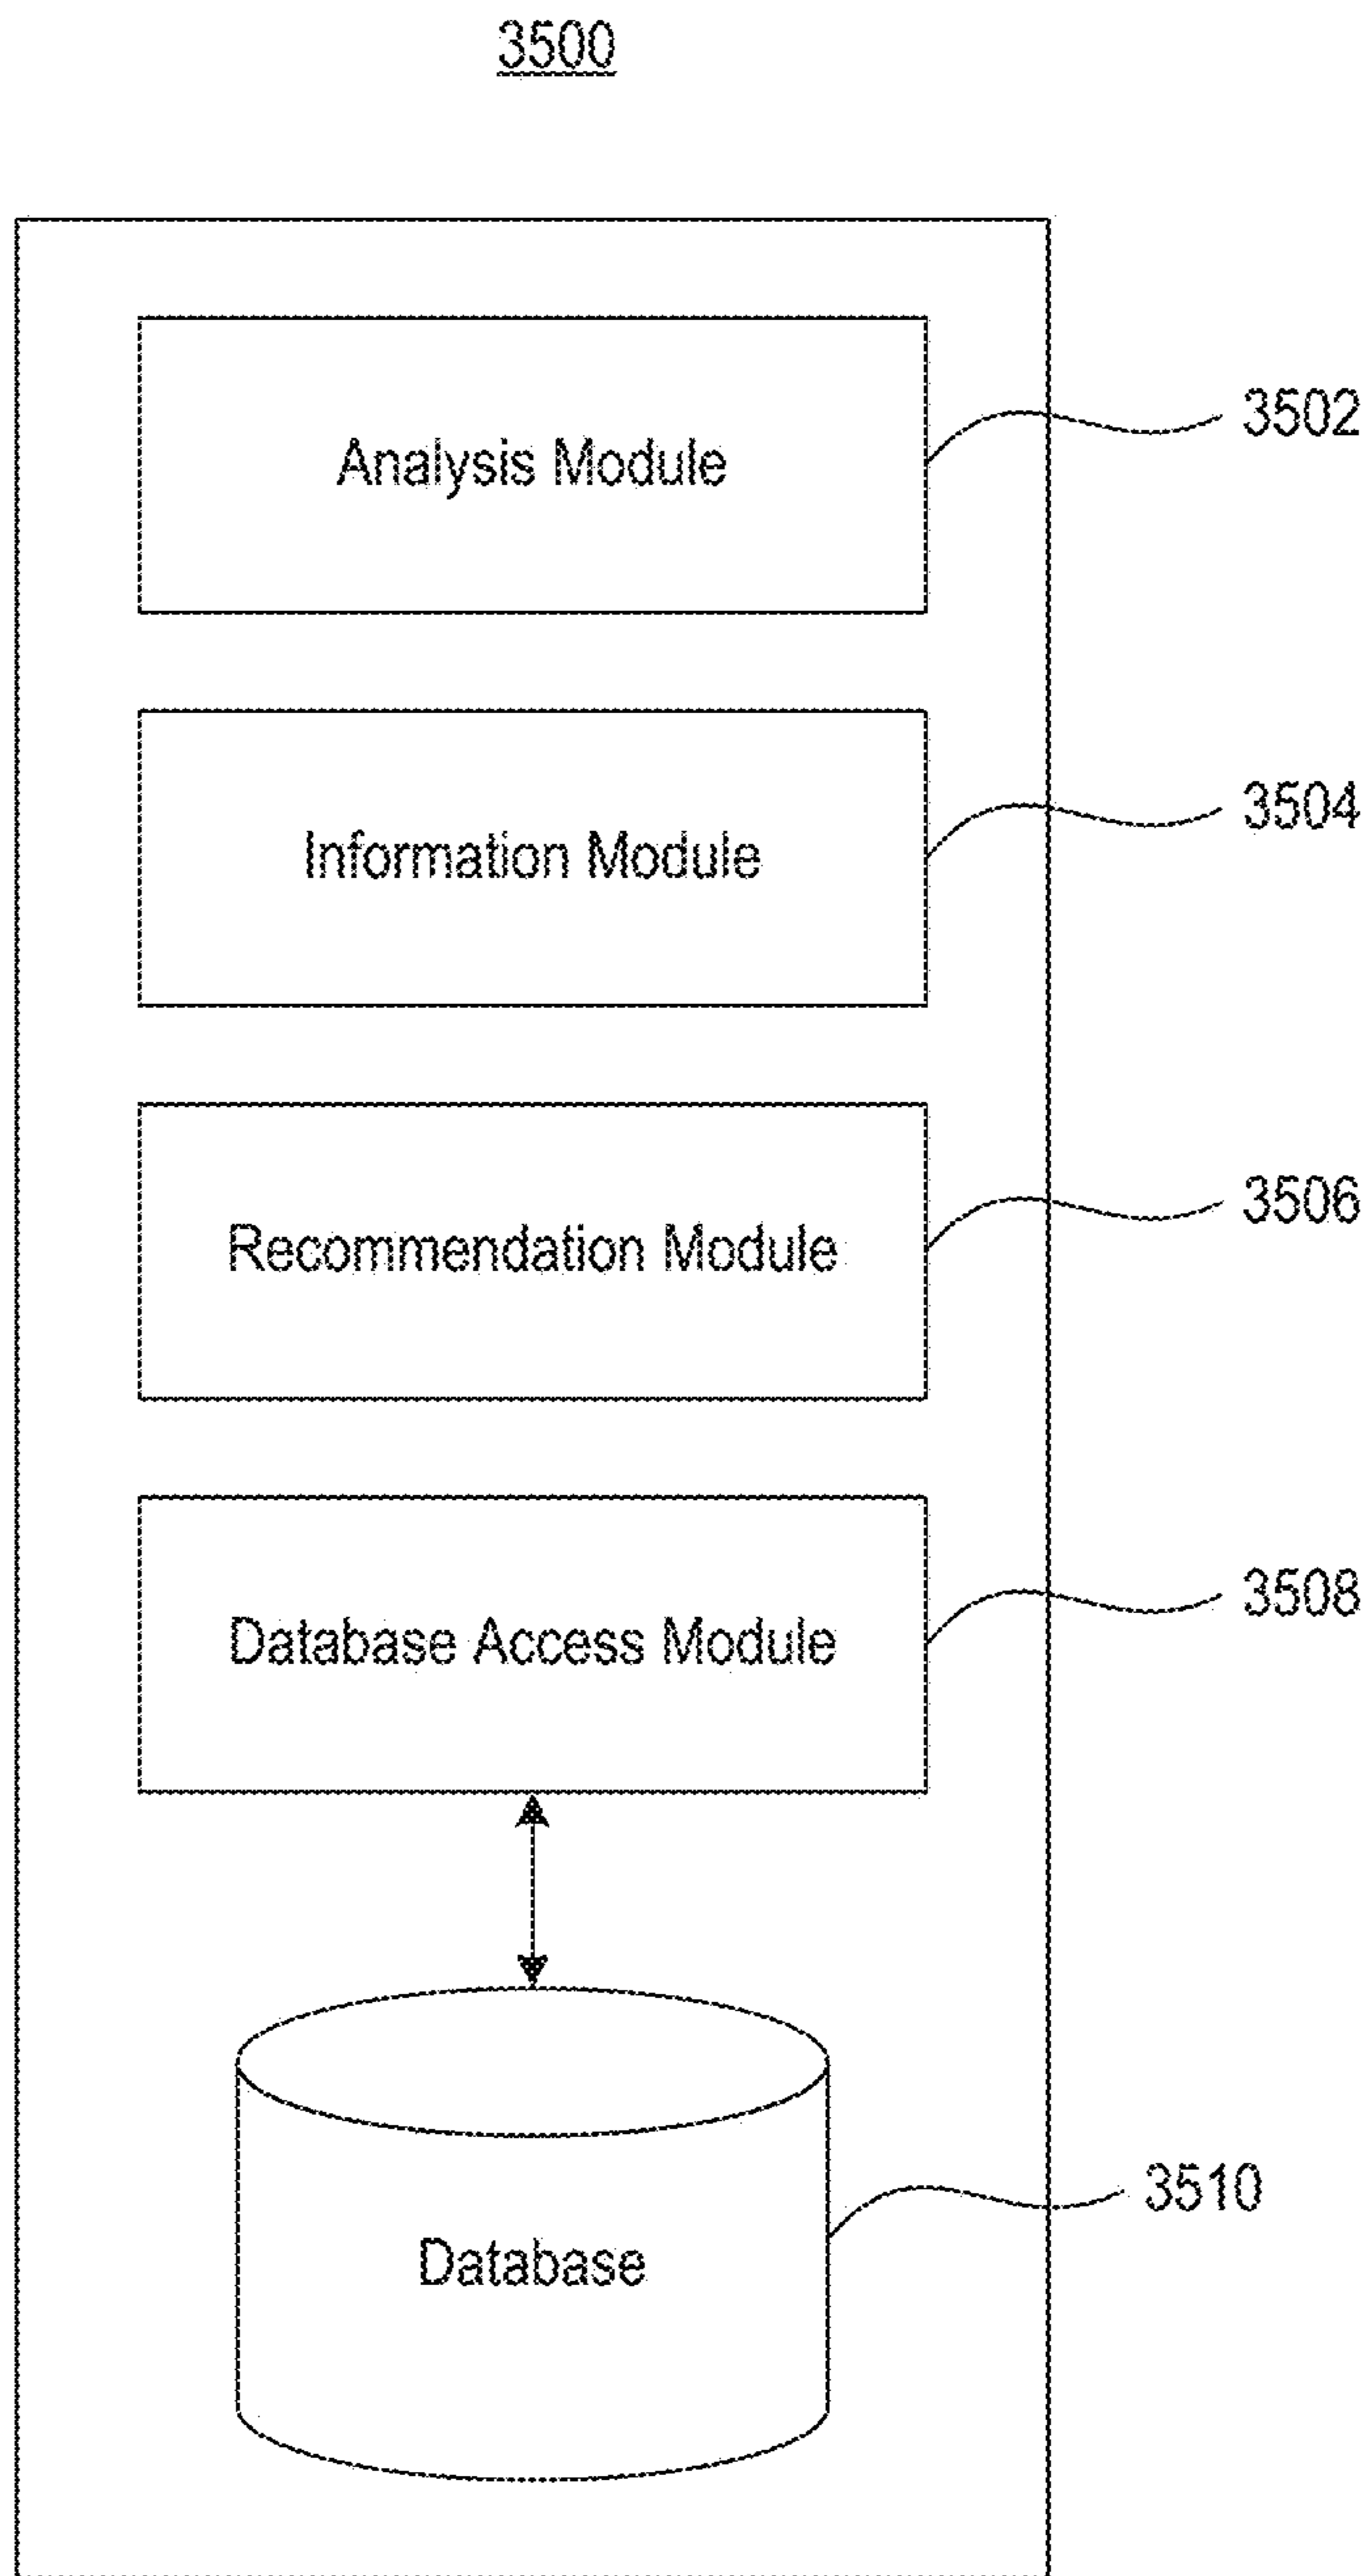 3500
Analysis Module
3502
Information Module
3504
Recommendation Module
3506
Database Access Module
3508
Database
3510